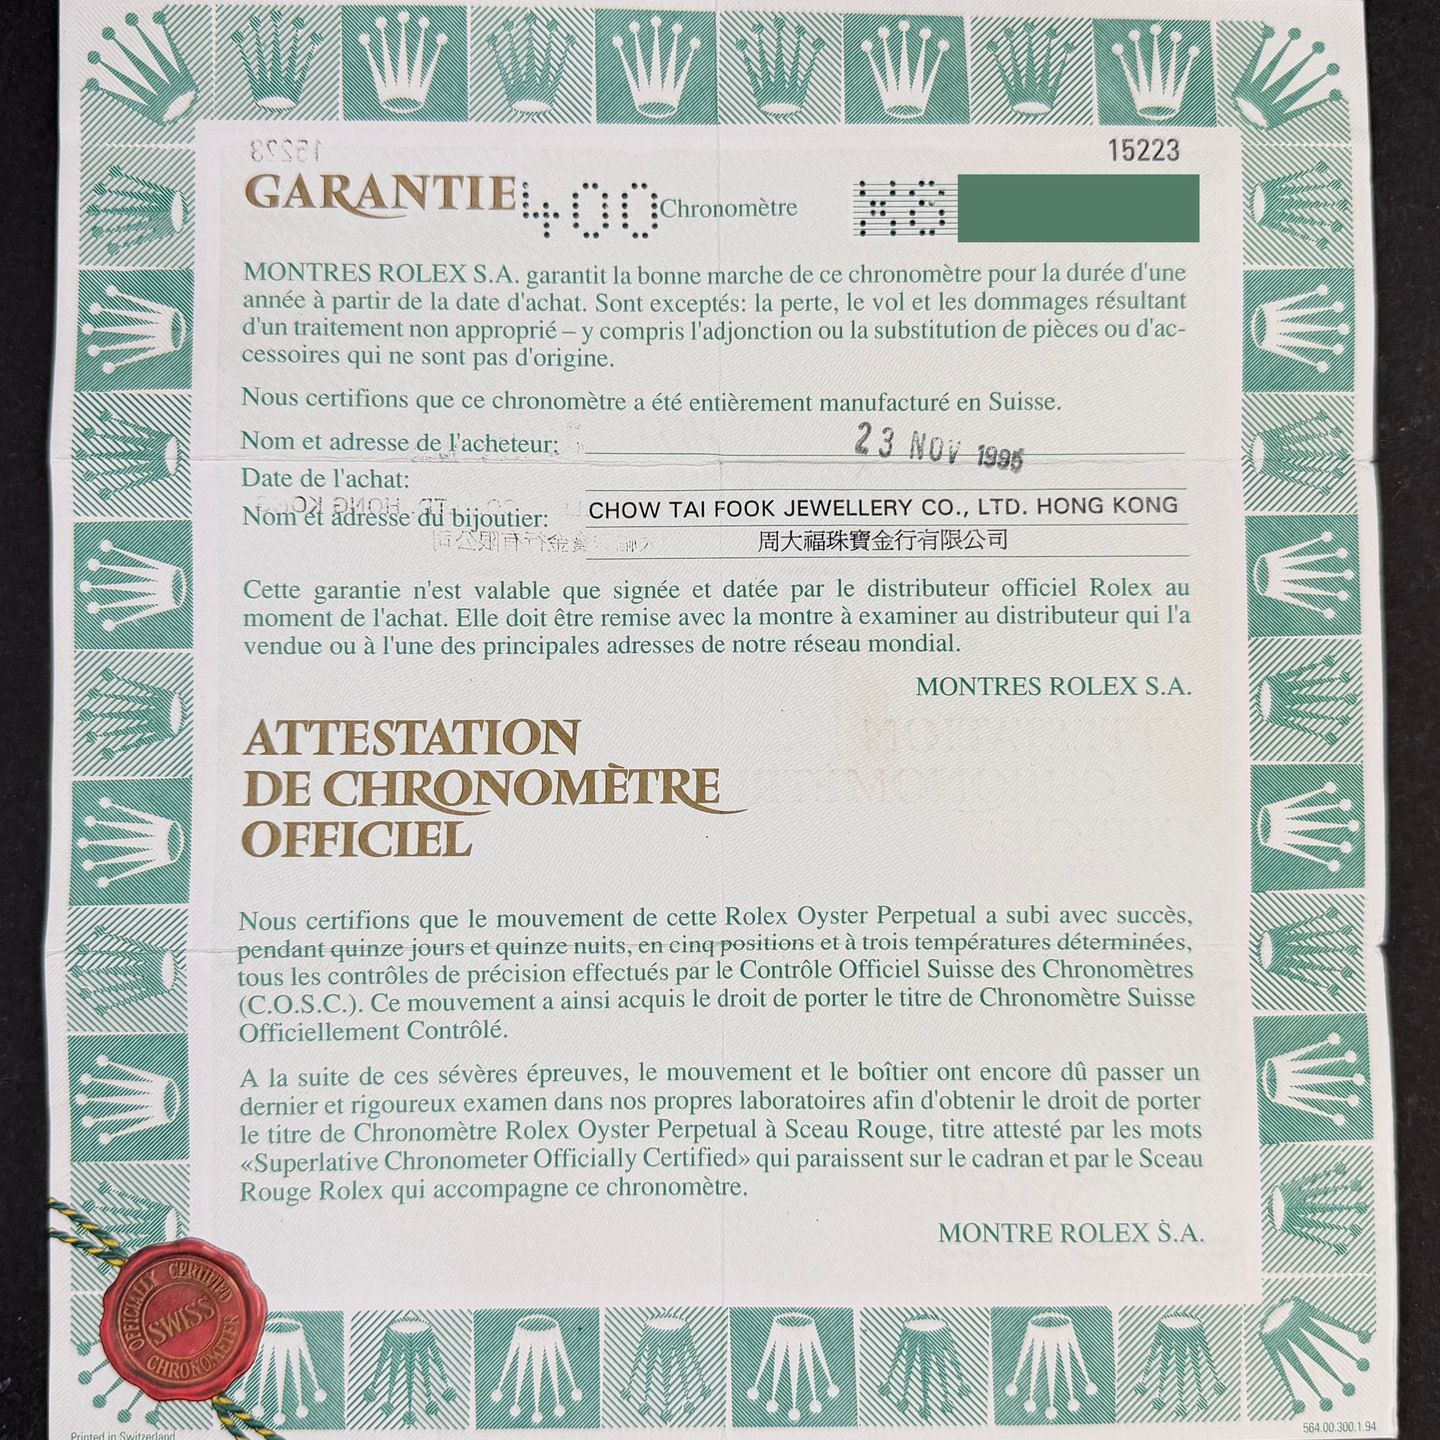 15223
15223
GARANTIE 400 Chronomètre
MONTRES ROLEX S.A. garantit la bonne marche de ce chronomètre pour la durée d'une
année à partir de la date d'achat. Sont exceptés: la perte, le vol et les dommages résultant
d'un traitement non approprié – y compris l'adjonction ou la substitution de pièces ou d'ac-
cessoires qui ne sont pas d'origine.
Nous certifions que ce chronomètre a été entièrement manufacturé en Suisse.
Nom et adresse de l'acheteur:
23 NOV 1995
Date de l'achat:
Nom et adresse du bijoutier: CHOW TAI FOOK JEWELLERY CO., LTD. HONG KONG
周大福珠寶金行有限公司
Cette garantie n'est valable que signée et datée par le distributeur officiel Rolex au
moment de l'achat. Elle doit être remise avec la montre à examiner au distributeur qui l'a
vendue ou à l'une des principales adresses de notre réseau mondial.
MONTRES ROLEX S.A.
ATTESTATION
DE CHRONOMÈTRE
OFFICIEL
Nous certifions que le mouvement de cette Rolex Oyster Perpetual a subi avec succès,
pendant quinze jours et quinze nuits, en cinq positions et à trois températures déterminées,
tous les contrôles de précision effectués par le Contrôle Officiel Suisse des Chronomètres
(C.O.S.C.). Ce mouvement a ainsi acquis le droit de porter le titre de Chronomètre Suisse
Officiellement Contrôlé.
A la suite de ces sévères épreuves, le mouvement et le boîtier ont encore dû passer un
dernier et rigoureux examen dans nos propres laboratoires afin d'obtenir le droit de porter
le titre de Chronomètre Rolex Oyster Perpetual à Sceau Rouge, titre attesté par les mots
«Superlative Chronometer Officially Certified» qui paraissent sur le cadran et par le Sceau
Rouge Rolex qui accompagne ce chronomètre.
MONTRE ROLEX S.A.
OFFICIALLY CERTIFIED
SWISS
CHRONOMETER
Printed in Switzerland
564.00.300.1.94